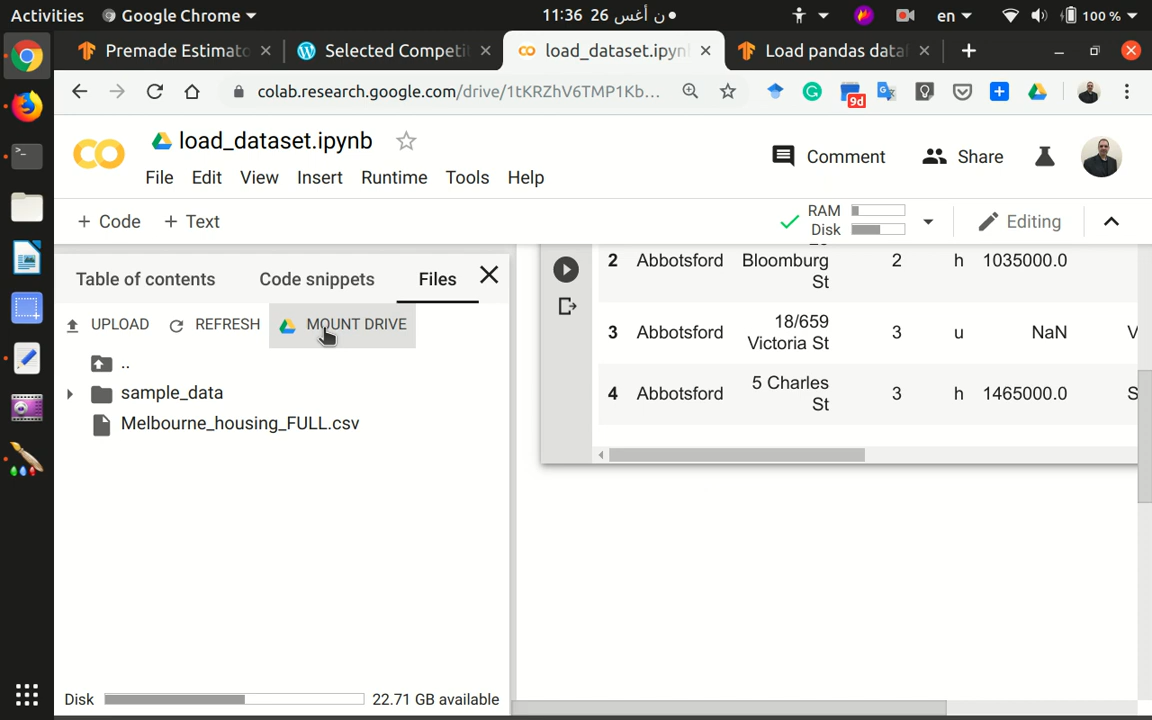 Activities Google Chrome 11:36 26 ن أغس en 100 %
Premade Estimato Selected Competi load_dataset.ipyn Load pandas data
colab.research.google.com/drive/1tKRZhV6TMP1Kb... 9d
load_dataset.ipynb
Comment Share
File Edit View Insert Runtime Tools Help
+ Code + Text
RAM
Disk
Editing
Table of contents Code snippets Files
UPLOAD REFRESH MOUNT DRIVE
..
sample_data
Melbourne_housing_FULL.csv
Disk 22.71 GB available
2 Abbotsford Bloomburg St 2 h 1035000.0
3 Abbotsford 18/659 Victoria St 3 u NaN V
4 Abbotsford 5 Charles St 3 h 1465000.0 S